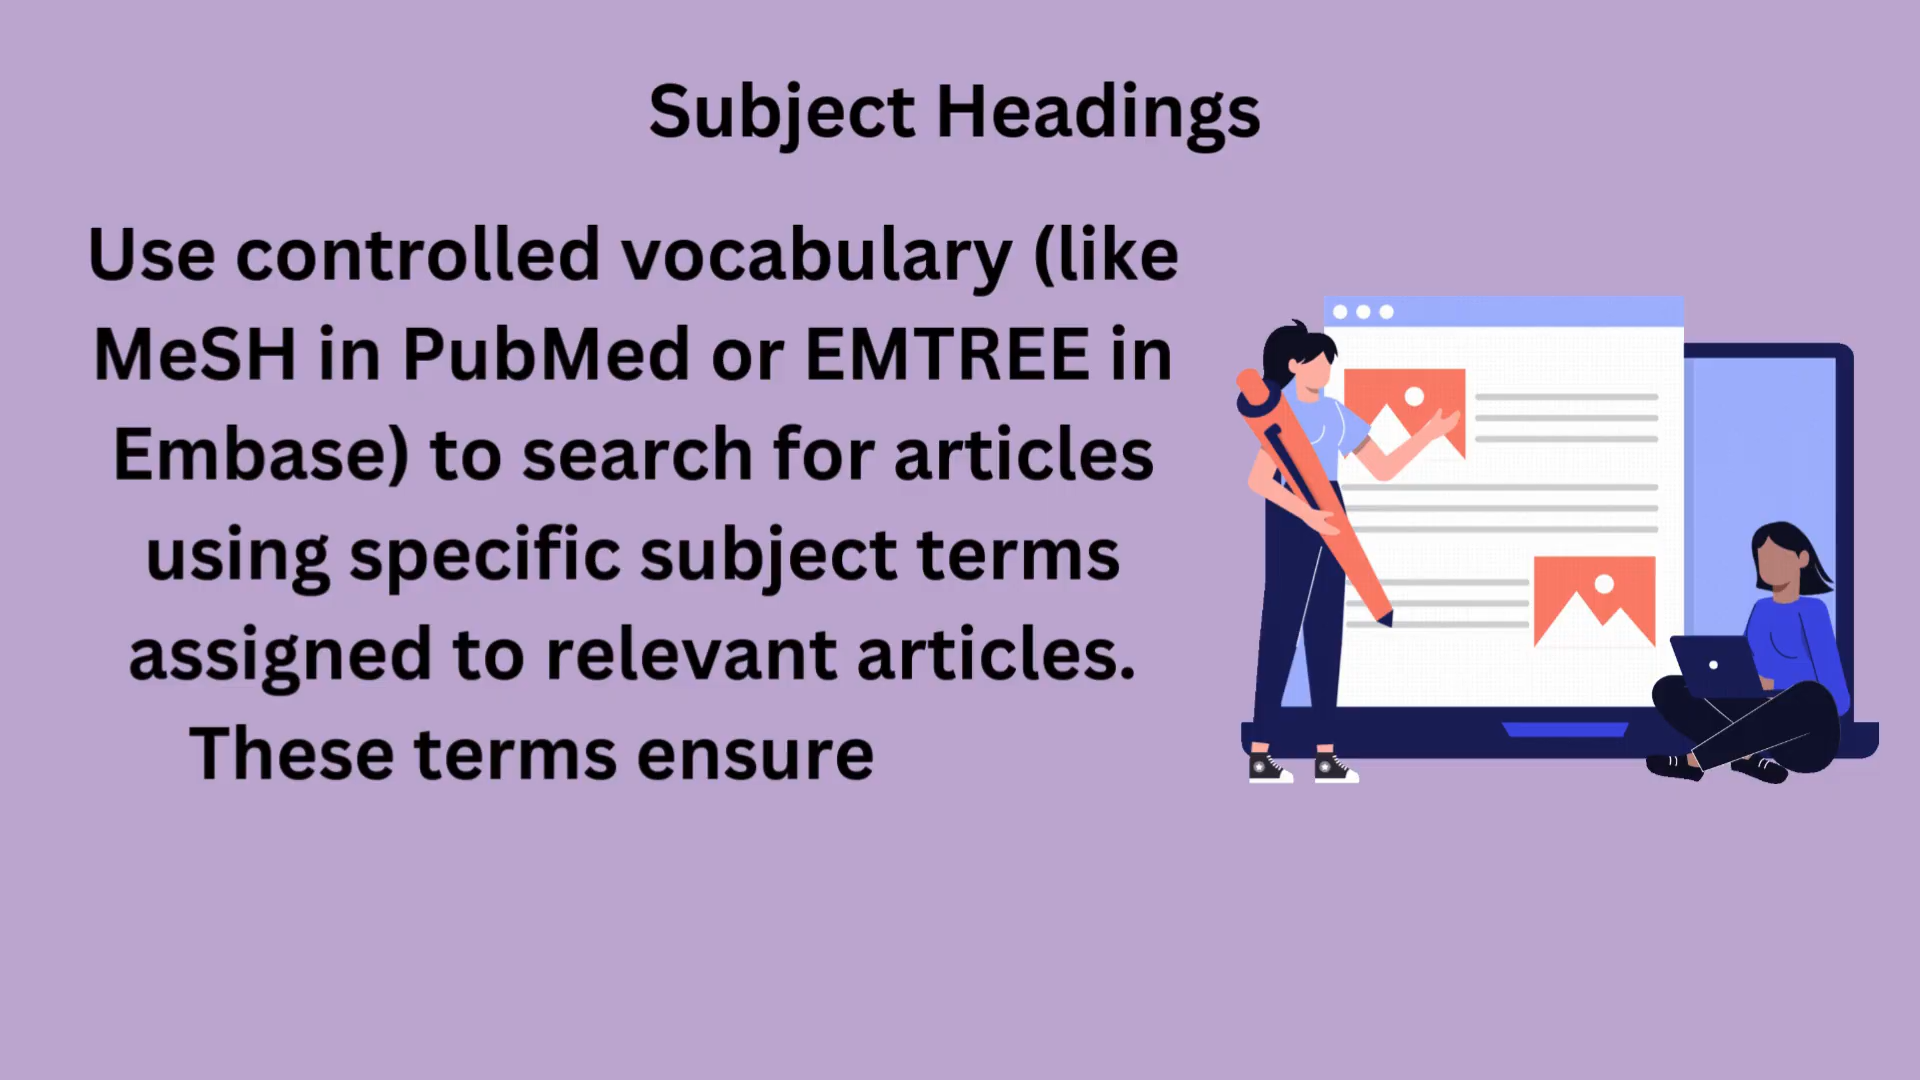 Subject Headings
Use controlled vocabulary (like
MeSH in PubMed or EMTREE in
Embase) to search for articles
using specific subject terms
assigned to relevant articles.
These terms ensure